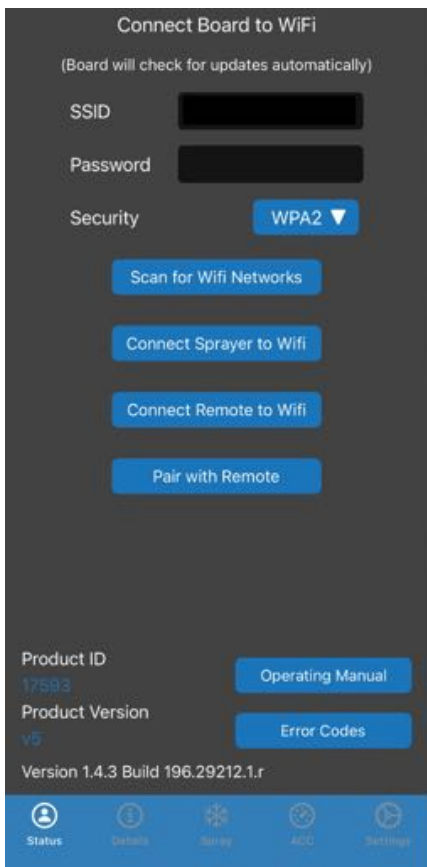 Connect Board to WiFi
(Board will check for updates automatically)
SSID
Password
Security WPA2
Scan for Wifi Networks
Connect Sprayer to Wifi
Connect Remote to Wifi
Pair with Remote
Product ID
17593
Operating Manual
Product Version
v5
Error Codes
Version 1.4.3 Build 196.29212.1.r
Status Details Spray ACC Settings